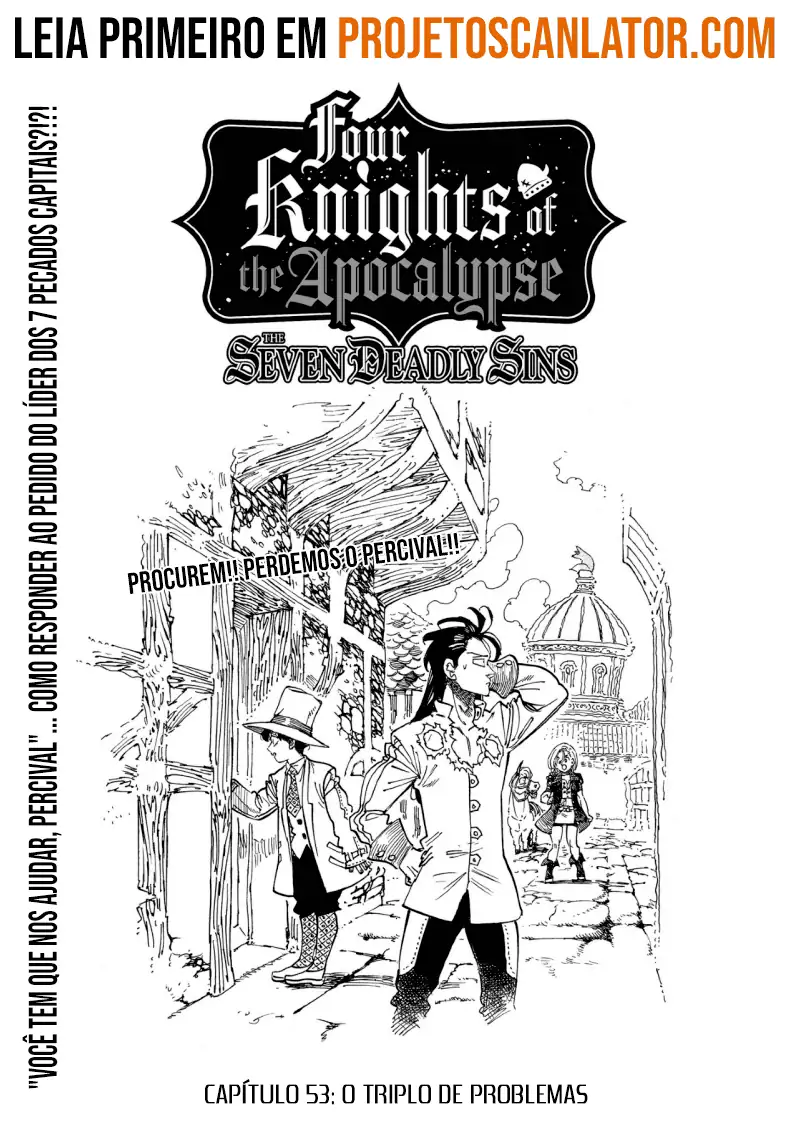 LEIA PRIMEIRO EM PROJETOSCANLATOR.COM
Four
Knights of
the Apocalypse
THE
SEVEN DEADLY SINS
"VOCÊ TEM QUE NOS AJUDAR, PERCIVAL" ... COMO RESPONDER AO PEDIDO DO LÍDER DOS 7 PECADOS CAPITAIS?!?!
PROCUREM!! PERDEMOS O PERCIVAL!!
CAPÍTULO 53: O TRIPLO DE PROBLEMAS